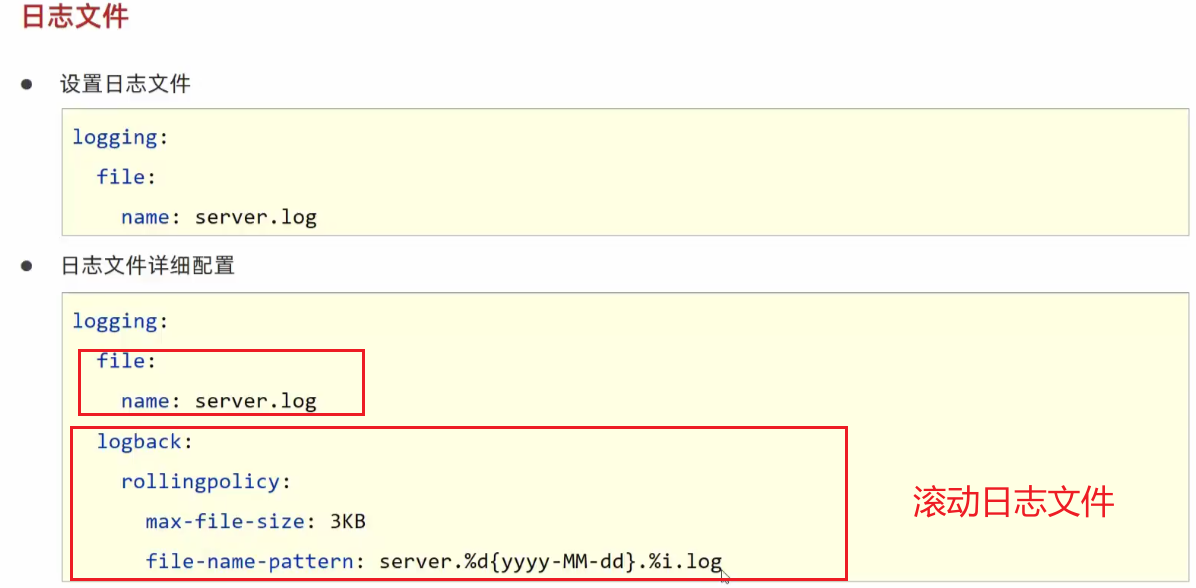 日志文件
设置日志文件
logging:
file:
name: server.log
日志文件详细配置
logging:
file:
name: server.log
logback:
rollingpolicy:
max-file-size: 3KB
file-name-pattern: server.%d{yyyy-MM-dd}.%i.log
滚动日志文件